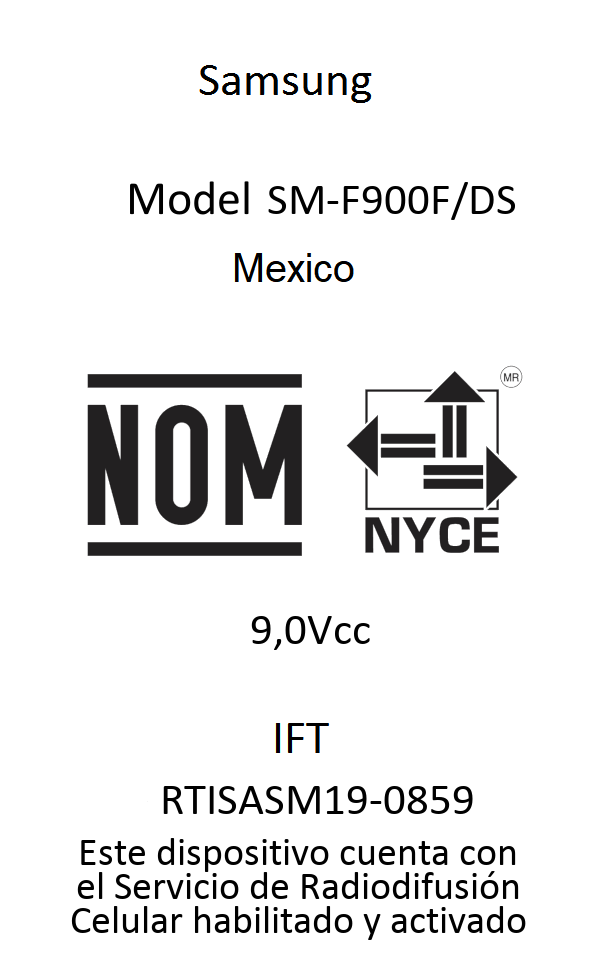 Samsung
Model SM-F900F/DS
Mexico
MR
NOM
NYCE
9,0Vcc
IFT
RTISASM19-0859
Este dispositivo cuenta con
el Servicio de Radiodifusión
Celular habilitado y activado